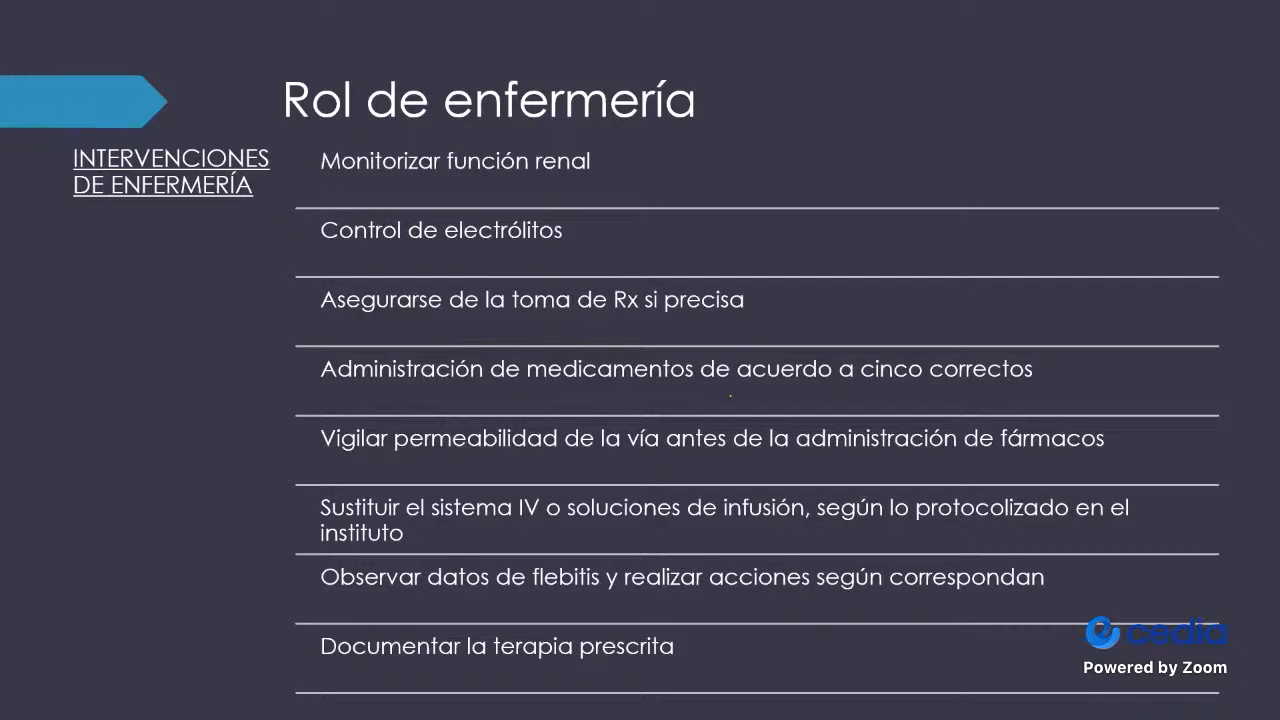 Rol de enfermería
INTERVENCIONES
DE ENFERMERÍA
Monitorizar función renal
Control de electrólitos
Asegurarse de la toma de Rx si precisa
Administración de medicamentos de acuerdo a cinco correctos
Vigilar permeabilidad de la vía antes de la administración de fármacos
Sustituir el sistema IV o soluciones de infusión, según lo protocolizado en el
instituto
Observar datos de flebitis y realizar acciones según correspondan
Documentar la terapia prescrita
cedia
Powered by Zoom